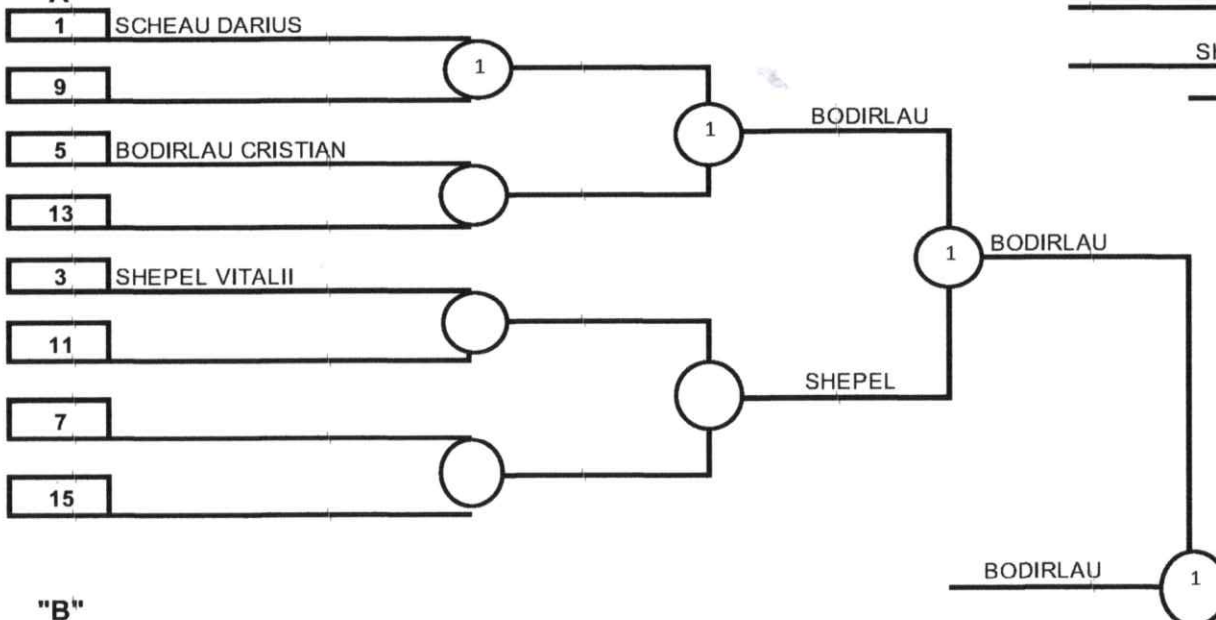 1 SCHEAU DARIUS
1
9
BODIRLAU
1
5 BODIRLAU CRISTIAN
13
BODIRLAU
1
3 SHEPEL VITALII
11
SHEPEL
7
15
BODIRLAU
1
"B"